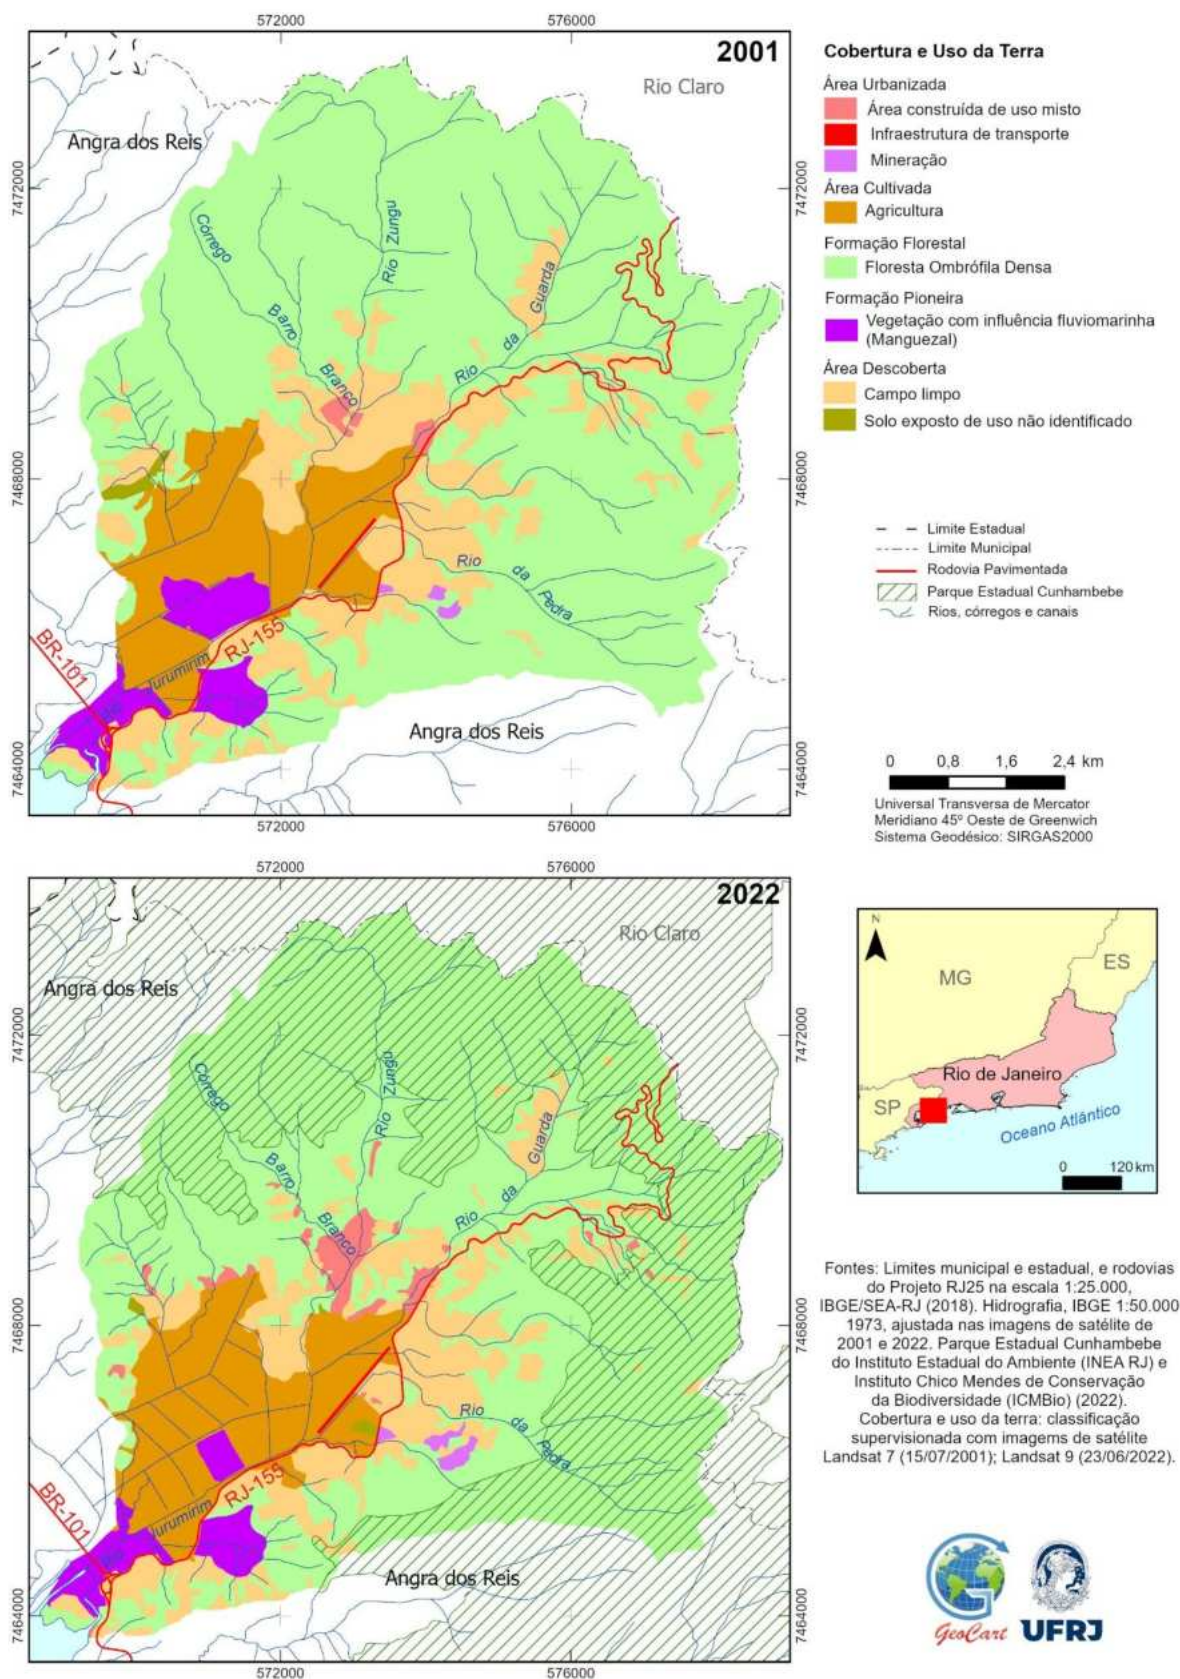 572000
576000
2001
Rio Claro
Angra dos Reis
7472000
7472000
Córrego
Barro
Branco
Rio Zungu
Rio da Guarda
7468000
7468000
Rio da Pedra
RJ-155
BR-101
Jurumirim
Angra dos Reis
7464000
7464000
572000
576000
Cobertura e Uso da Terra
Área Urbanizada
Área construída de uso misto
Infraestrutura de transporte
Mineração
Área Cultivada
Agricultura
Formação Florestal
Floresta Ombrófila Densa
Formação Pioneira
Vegetação com influência fluviomarinha
(Manguezal)
Área Descoberta
Campo limpo
Solo exposto de uso não identificado
Limite Estadual
Limite Municipal
Rodovia Pavimentada
Parque Estadual Cunhambebe
Rios, córregos e canais
0 0,8 1,6 2,4 km
Universal Transversa de Mercator
Meridiano 45º Oeste de Greenwich
Sistema Geodésico: SIRGAS2000
572000
576000
2022
Rio Claro
Angra dos Reis
7472000
7472000
Córrego
Barro
Branco
Rio Zungu
Rio da Guarda
7468000
7468000
Rio da Pedra
RJ-155
BR-101
Rio Jurumirim
Angra dos Reis
7464000
7464000
572000
576000
N
MG
ES
Rio de Janeiro
SP
Oceano Atlântico
0 120 km
Fontes: Limites municipal e estadual, e rodovias
do Projeto RJ25 na escala 1:25.000,
IBGE/SEA-RJ (2018). Hidrografia, IBGE 1:50.000
1973, ajustada nas imagens de satélite de
2001 e 2022. Parque Estadual Cunhambebe
do Instituto Estadual do Ambiente (INEA RJ) e
Instituto Chico Mendes de Conservação
da Biodiversidade (ICMBio) (2022).
Cobertura e uso da terra: classificação
supervisionada com imagems de satélite
Landsat 7 (15/07/2001); Landsat 9 (23/06/2022).
GeoCart
UFRJ